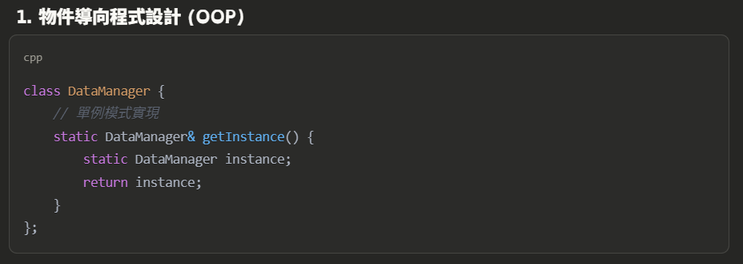 1. 物件導向程式設計 (OOP)
cpp
class DataManager {
    // 單例模式實現
    static DataManager& getInstance() {
        static DataManager instance;
        return instance;
    }
};